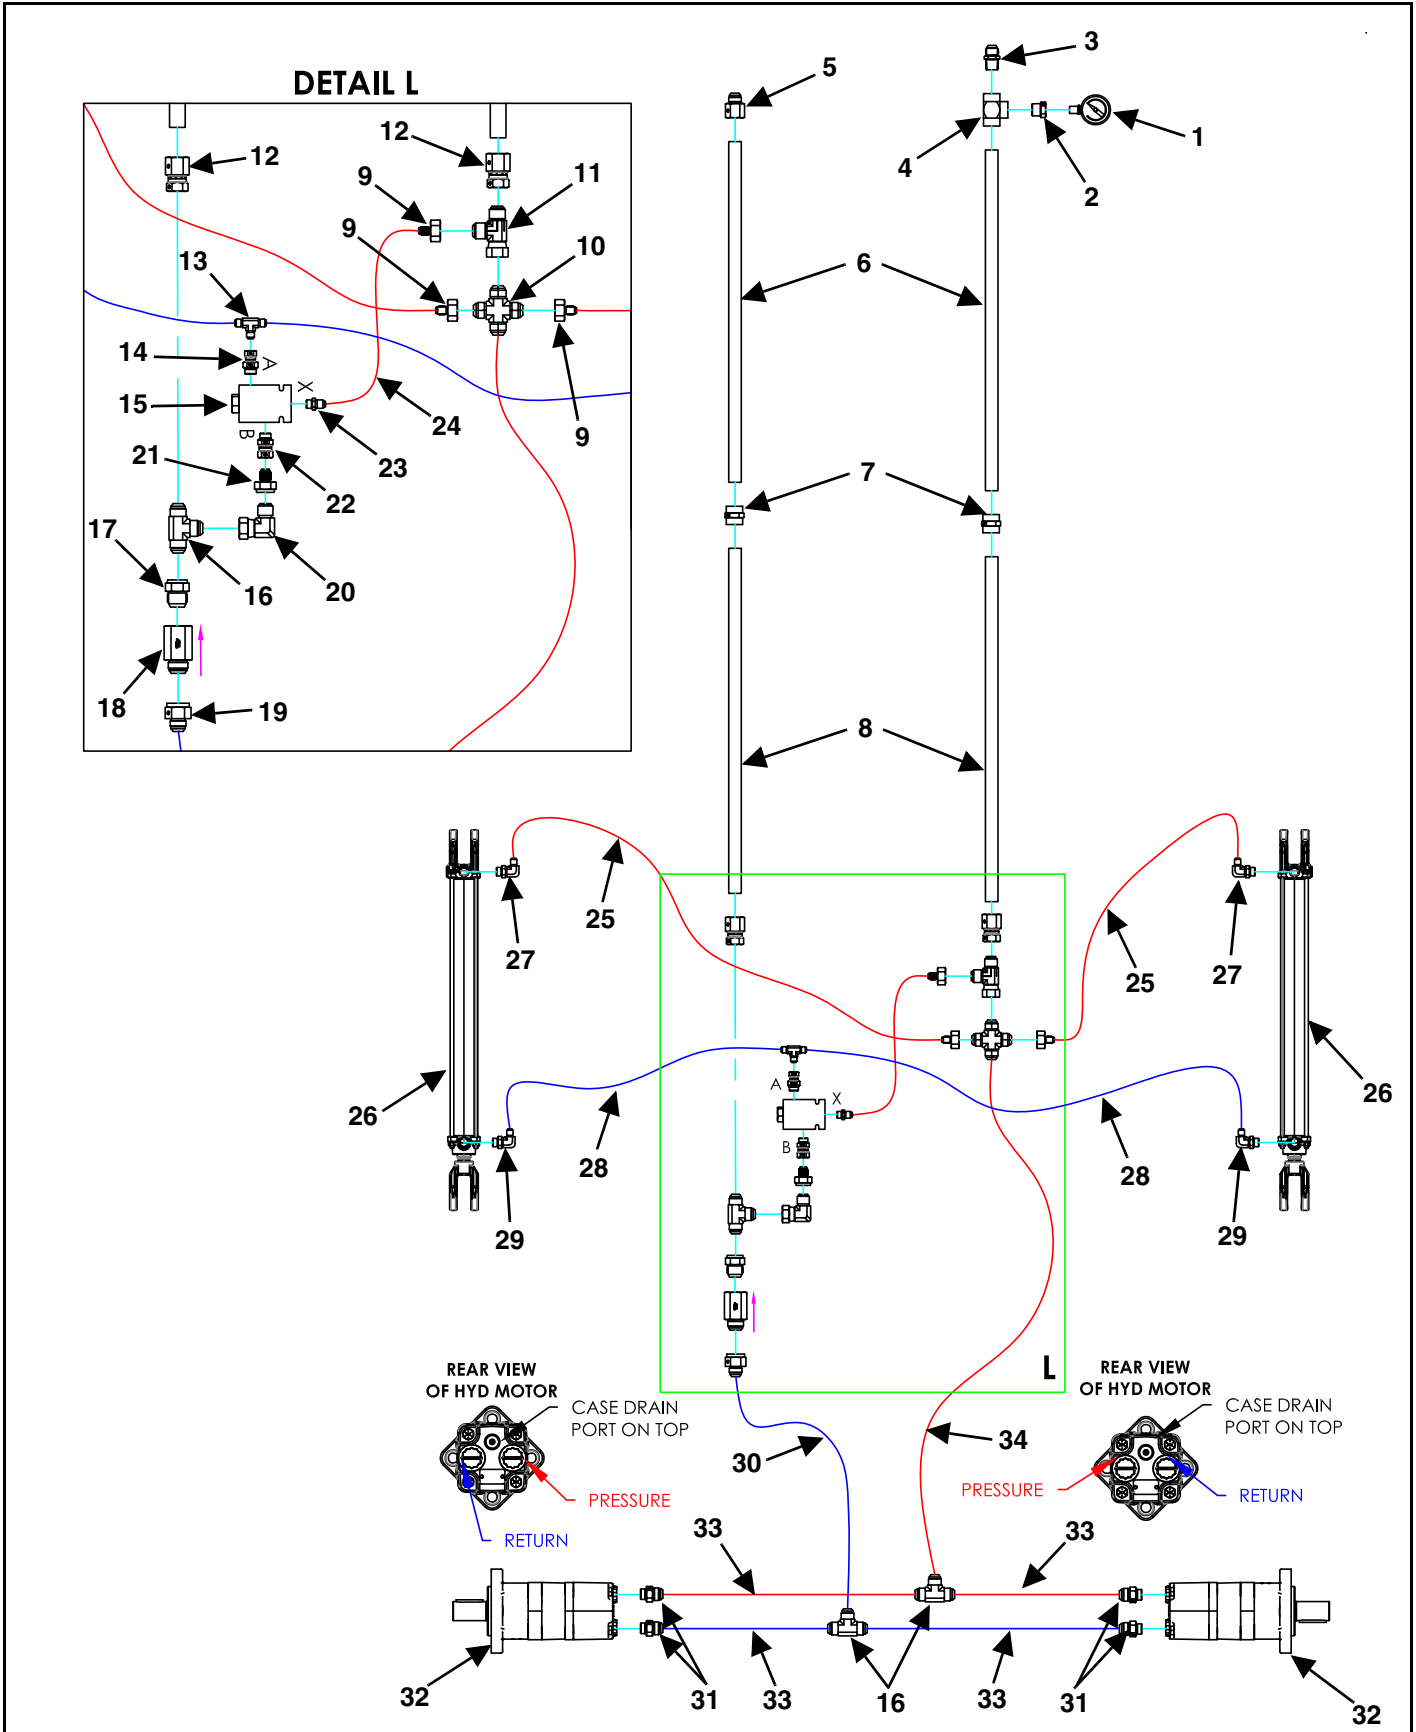 DETAIL L
3
5
1
4
2
12
12
11
9
9
10
13
6
14
A
X
15
24
9
B
21
22
23
7
17
16
20
18
19
8
25
27
25
27
26
26
A
X
B
28
28
29
29
L
REAR VIEW
OF HYD MOTOR
CASE DRAIN
PORT ON TOP
PRESSURE
RETURN
30
34
REAR VIEW
OF HYD MOTOR
CASE DRAIN
PORT ON TOP
PRESSURE
RETURN
33
33
32
31
33
16
33
31
32